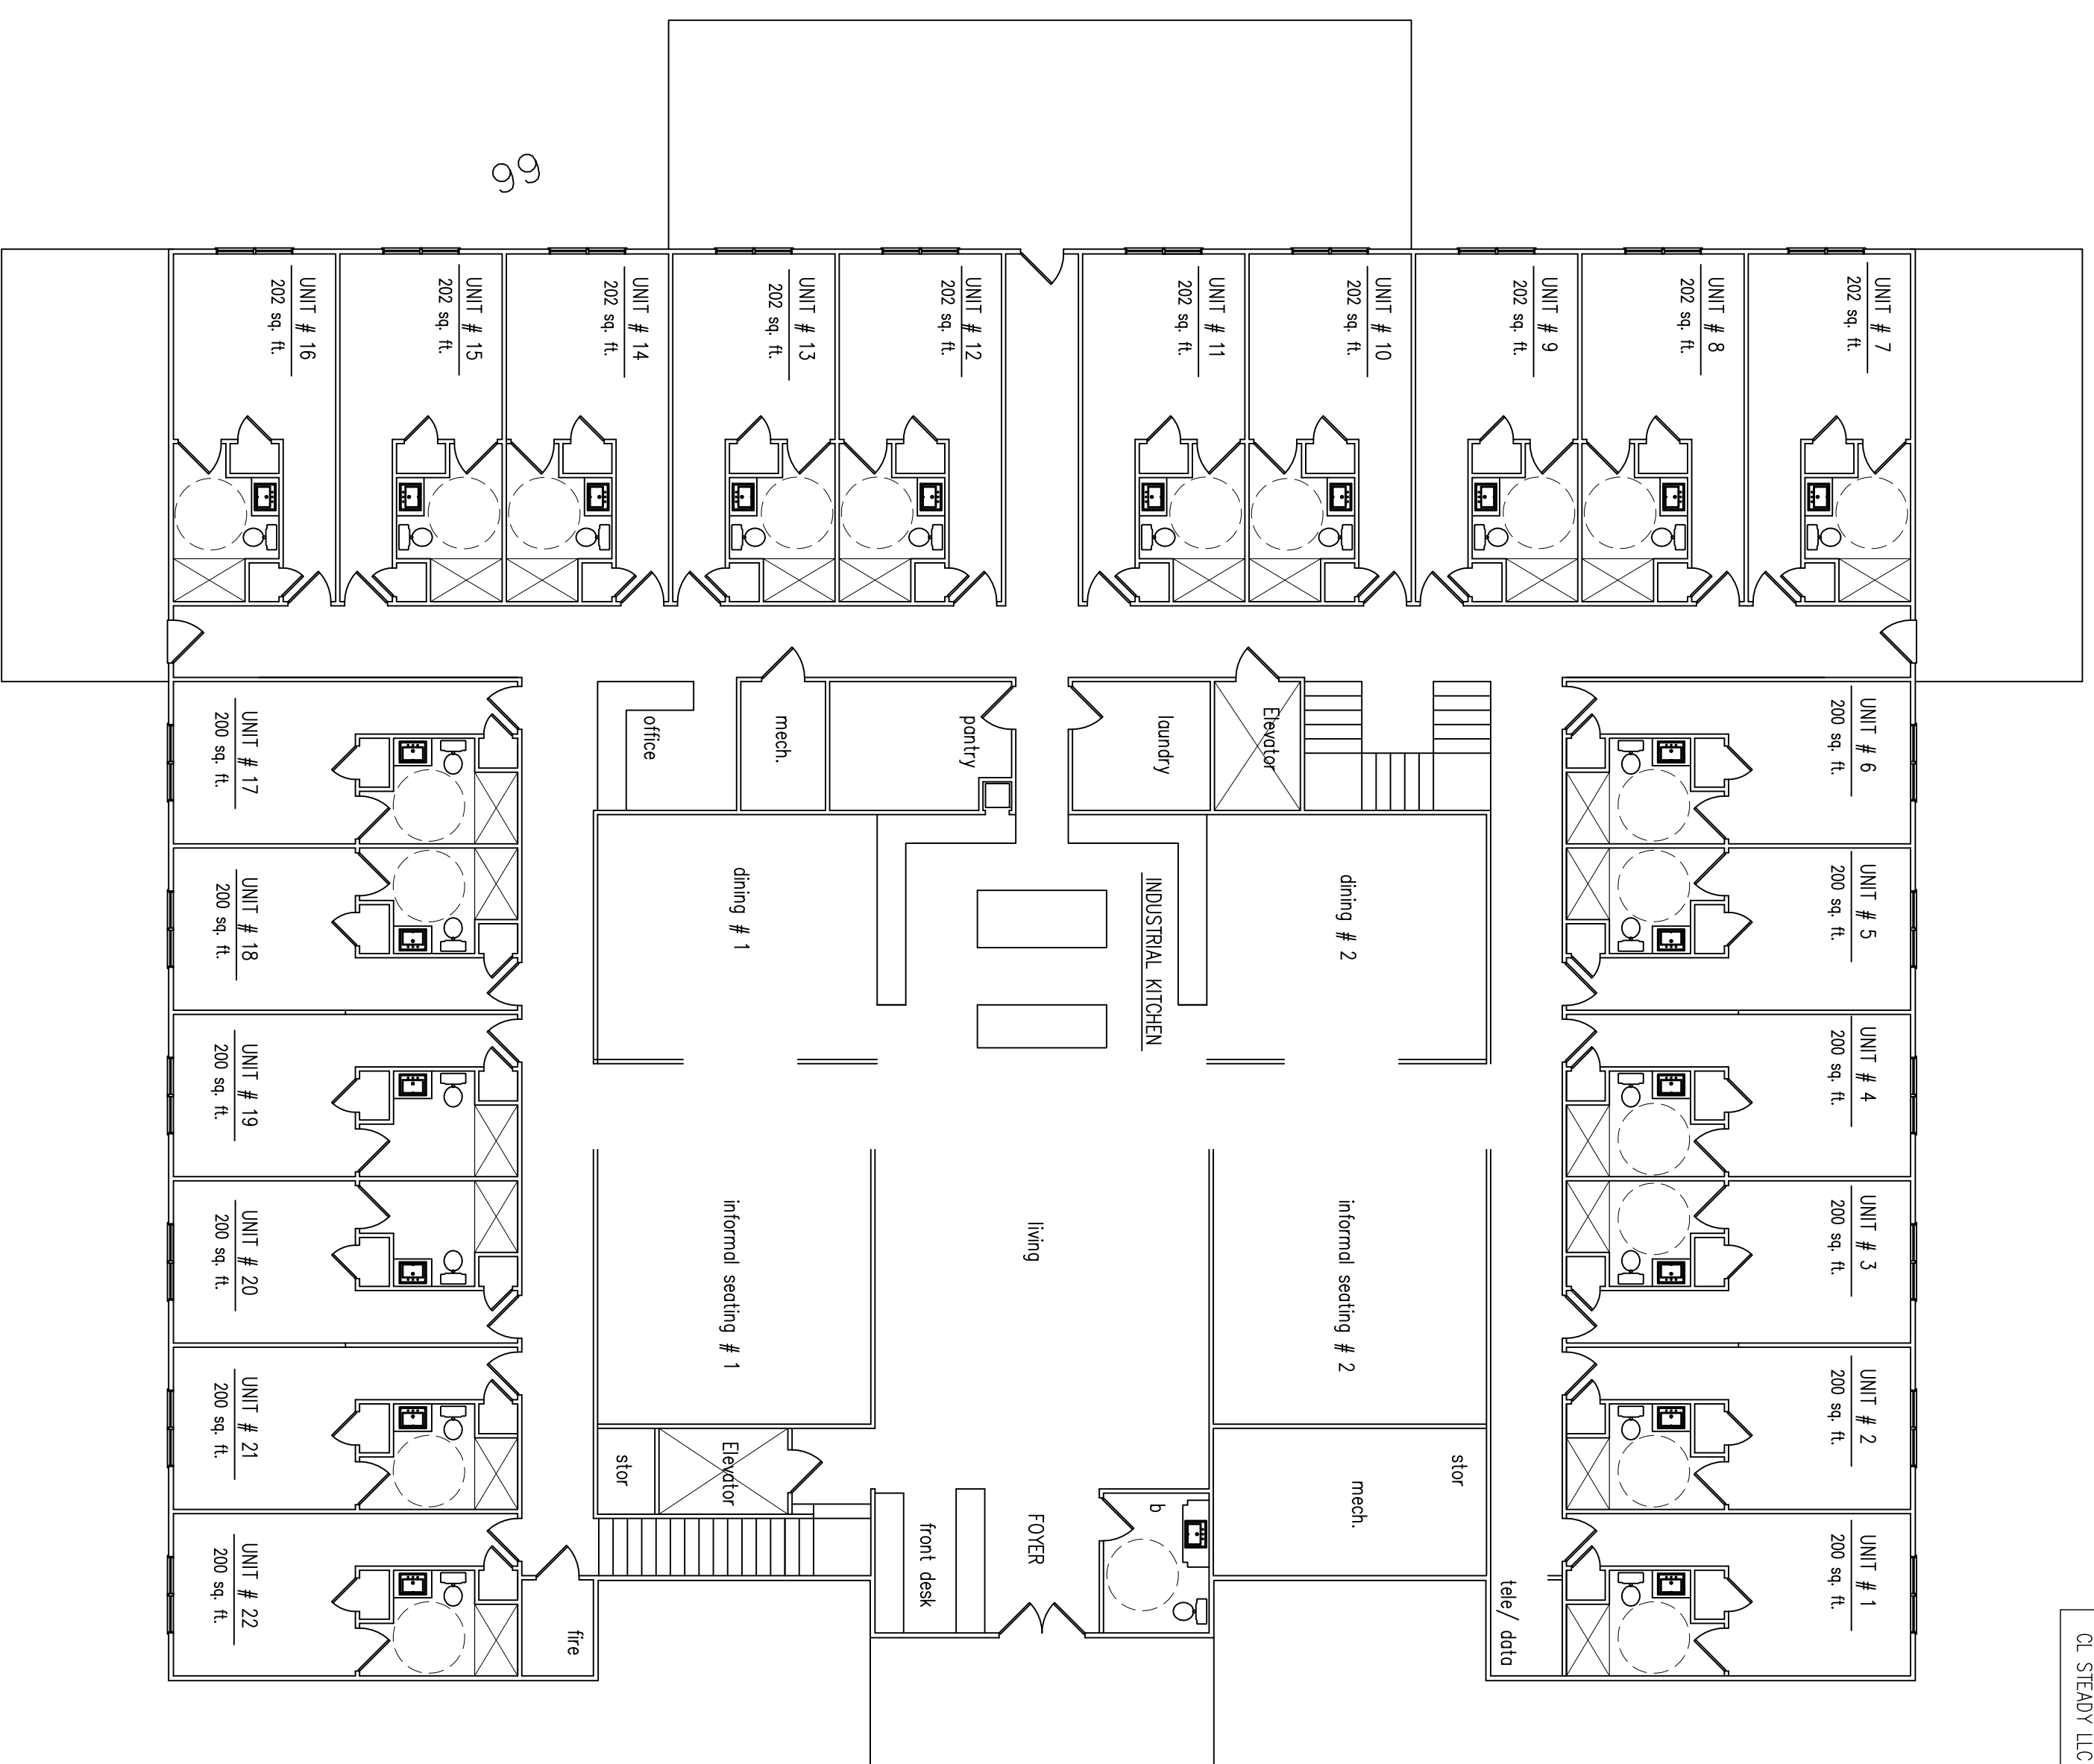 99
UNIT # 16
202 sq. ft.
UNIT # 15
202 sq. ft.
UNIT # 14
202 sq. ft.
UNIT # 13
202 sq. ft.
UNIT # 12
202 sq. ft.
UNIT # 11
202 sq. ft.
UNIT # 10
202 sq. ft.
UNIT # 9
202 sq. ft.
UNIT # 8
202 sq. ft.
UNIT # 7
202 sq. ft.
UNIT # 17
200 sq. ft.
office
mech.
pantry
laundry
Elevator
UNIT # 6
200 sq. ft.
UNIT # 18
200 sq. ft.
dining # 1
INDUSTRIAL KITCHEN
dining # 2
UNIT # 5
200 sq. ft.
UNIT # 19
200 sq. ft.
UNIT # 4
200 sq. ft.
UNIT # 20
200 sq. ft.
informal seating # 1
living
informal seating # 2
UNIT # 3
200 sq. ft.
UNIT # 21
200 sq. ft.
stor
Elevator
mech.
stor
UNIT # 2
200 sq. ft.
UNIT # 22
200 sq. ft.
fire
front desk
FOYER
b
tele/ data
UNIT # 1
200 sq. ft.
CL STEADY LLC